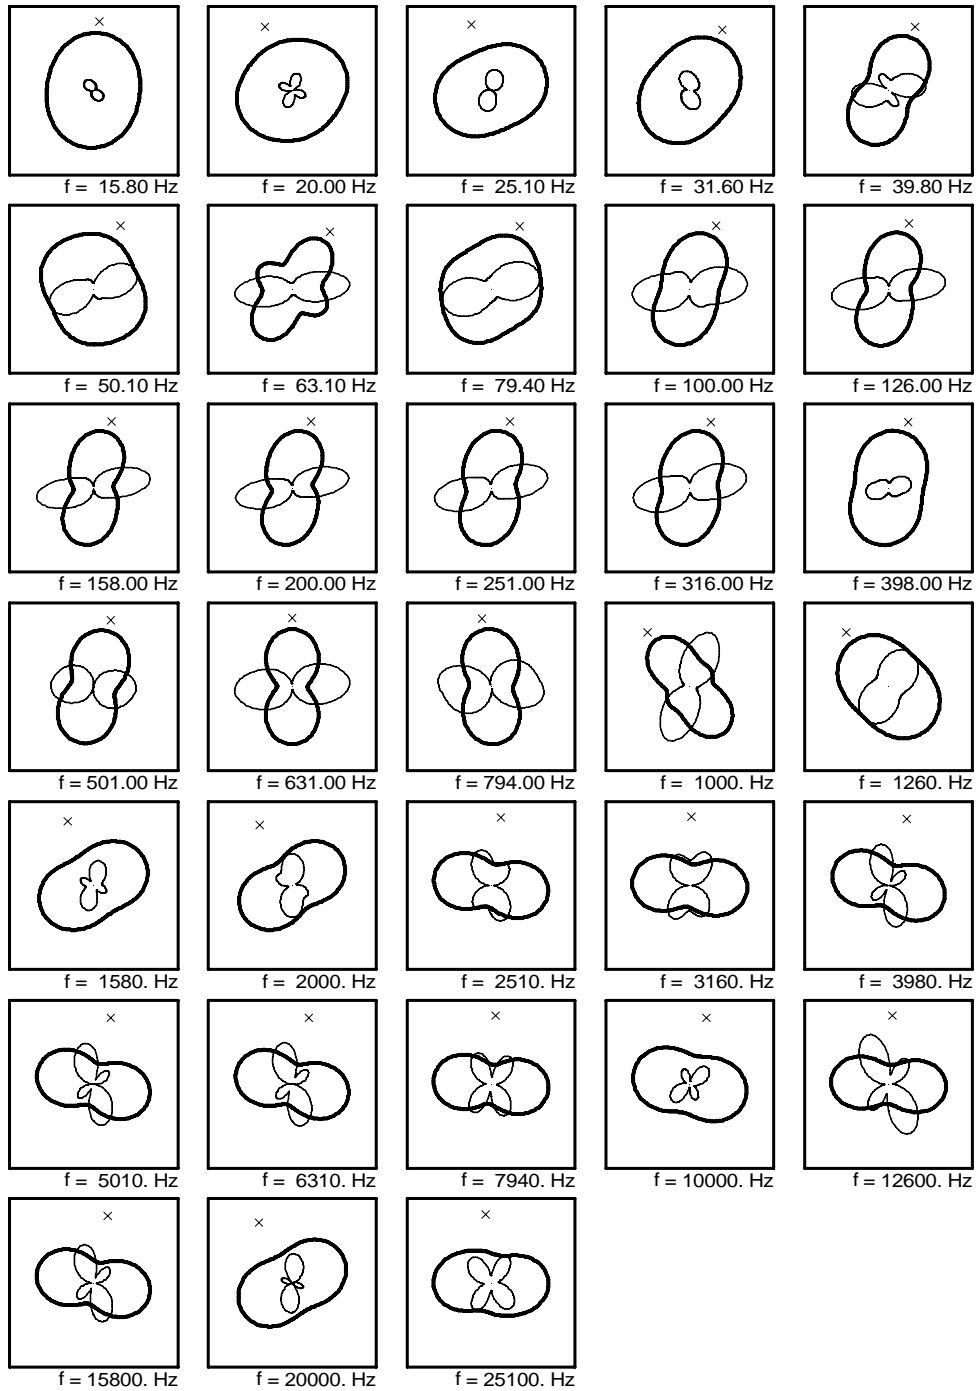 f = 15.80 Hz f = 20.00 Hz f = 25.10 Hz f = 31.60 Hz f = 39.80 Hz
f = 50.10 Hz f = 63.10 Hz f = 79.40 Hz f = 100.00 Hz f = 126.00 Hz
f = 158.00 Hz f = 200.00 Hz f = 251.00 Hz f = 316.00 Hz f = 398.00 Hz
f = 501.00 Hz f = 631.00 Hz f = 794.00 Hz f = 1000. Hz f = 1260. Hz
f = 1580. Hz f = 2000. Hz f = 2510. Hz f = 3160. Hz f = 3980. Hz
f = 5010. Hz f = 6310. Hz f = 7940. Hz f = 10000. Hz f = 12600. Hz
f = 15800. Hz f = 20000. Hz f = 25100. Hz